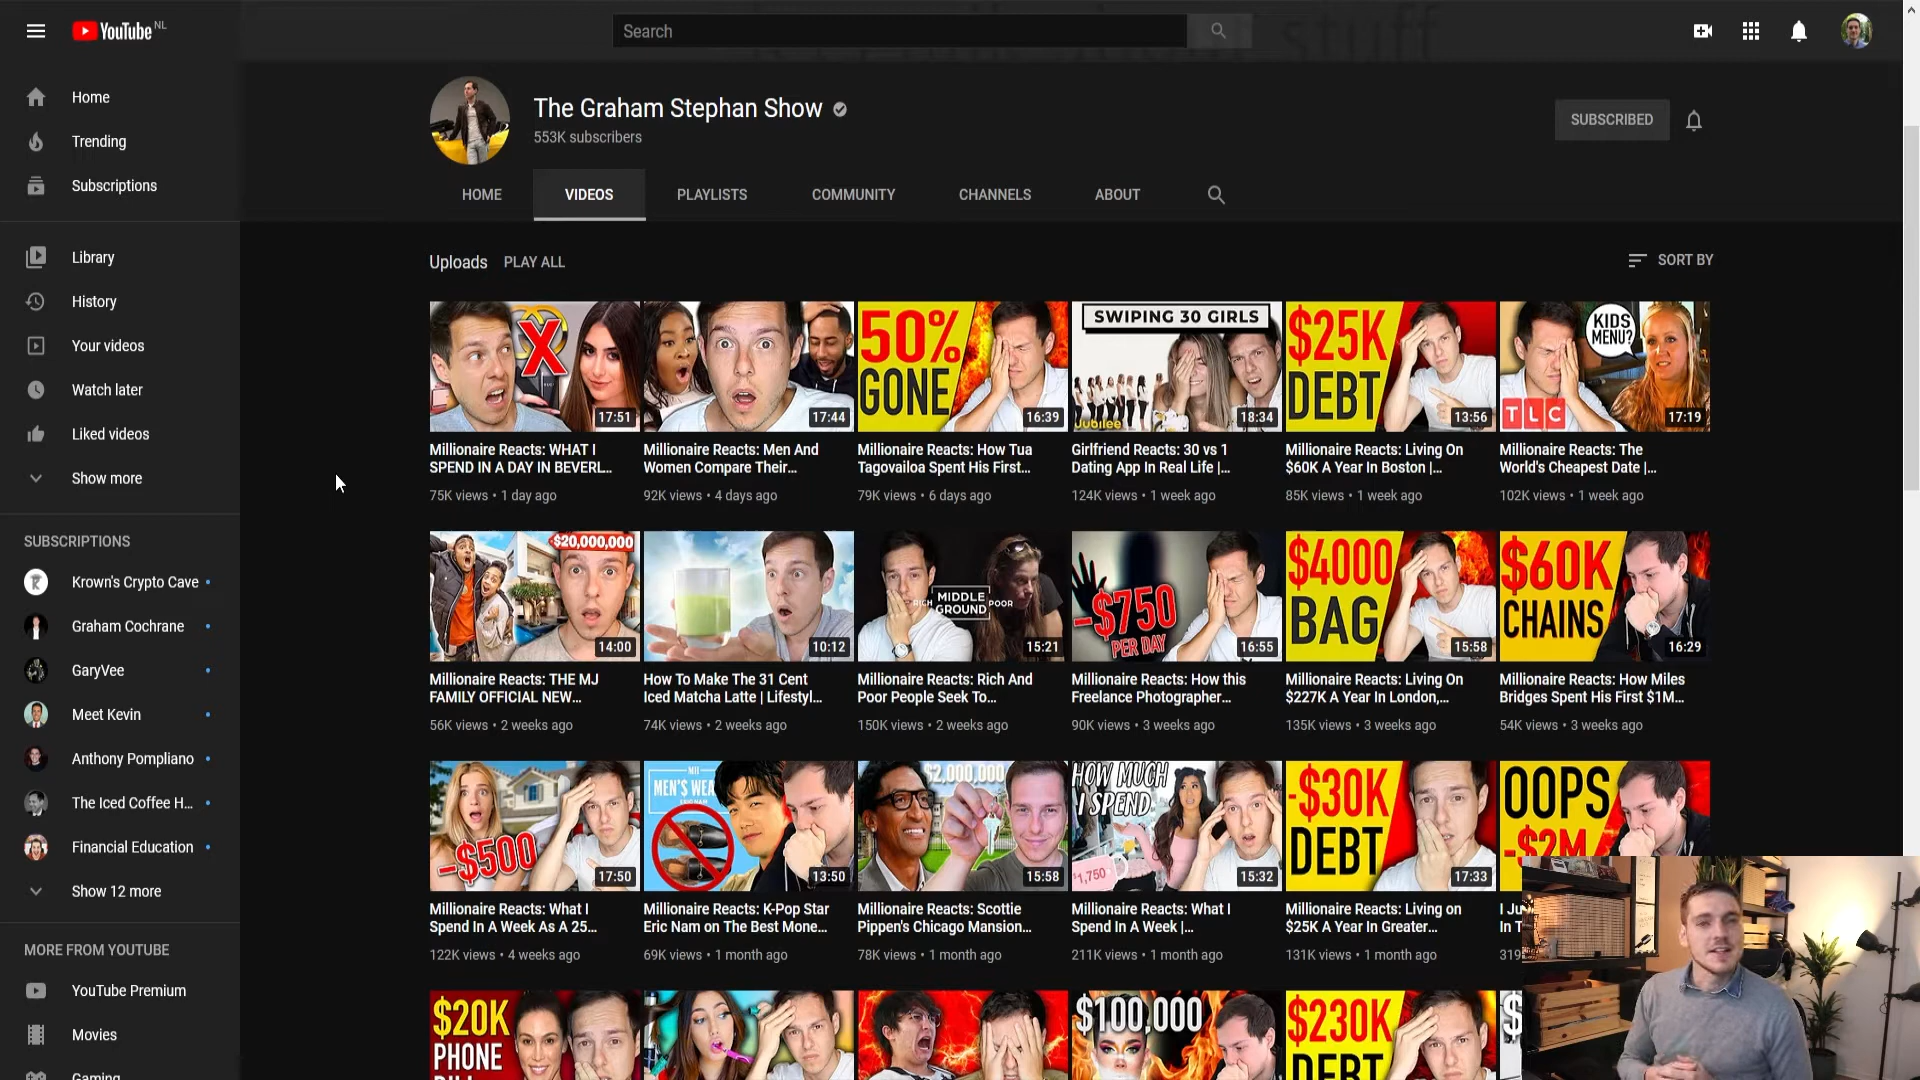 YouTube NL
Search
stuff
Home
Trending
Subscriptions
Library
History
Your videos
Watch later
Liked videos
Show more
SUBSCRIPTIONS
Krown's Crypto Cave
Graham Cochrane
GaryVee
Meet Kevin
Anthony Pompliano
The Iced Coffee H...
Financial Education
Show 12 more
MORE FROM YOUTUBE
YouTube Premium
Movies
Gaming
The Graham Stephan Show
553K subscribers
SUBSCRIBED
HOME VIDEOS PLAYLISTS COMMUNITY CHANNELS ABOUT
Uploads PLAY ALL
SORT BY
X
17:51
Millionaire Reacts: WHAT I
SPEND IN A DAY IN BEVERL...
75K views • 1 day ago
17:44
Millionaire Reacts: Men And
Women Compare Their...
92K views • 4 days ago
50%
GONE
16:39
Millionaire Reacts: How Tua
Tagovailoa Spent His First...
79K views • 6 days ago
SWIPING 30 GIRLS
Jubilee
18:34
Girlfriend Reacts: 30 vs 1
Dating App In Real Life |...
124K views • 1 week ago
$25K
DEBT
13:56
Millionaire Reacts: Living On
$60K A Year In Boston |...
85K views • 1 week ago
KIDS
MENU?
TLC
17:19
Millionaire Reacts: The
World's Cheapest Date |...
102K views • 1 week ago
$20,000,000
14:00
Millionaire Reacts: THE MJ
FAMILY OFFICIAL NEW...
56K views • 2 weeks ago
10:12
How To Make The 31 Cent
Iced Matcha Latte | Lifestyl...
74K views • 2 weeks ago
RICH MIDDLE GROUND POOR
15:21
Millionaire Reacts: Rich And
Poor People Seek To...
150K views • 2 weeks ago
-$750
PER DAY
16:55
Millionaire Reacts: How this
Freelance Photographer...
90K views • 3 weeks ago
$4000
BAG
15:58
Millionaire Reacts: Living On
$227K A Year In London,...
135K views • 3 weeks ago
$60K
CHAINS
16:29
Millionaire Reacts: How Miles
Bridges Spent His First $1M...
54K views • 3 weeks ago
-$500
17:50
Millionaire Reacts: What I
Spend In A Week As A 25...
122K views • 4 weeks ago
MEN'S WEA
13:50
Millionaire Reacts: K-Pop Star
Eric Nam on The Best Mone...
69K views • 1 month ago
$2,000,000
15:58
Millionaire Reacts: Scottie
Pippen's Chicago Mansion...
78K views • 1 month ago
HOW MUCH
I SPEND
$1,750
15:32
Millionaire Reacts: What I
Spend In A Week |...
211K views • 1 month ago
-$30K
DEBT
17:33
Millionaire Reacts: Living on
$25K A Year In Greater...
131K views • 1 month ago
OOPS
-$2M
I Ju
In T
319
$20K
PHONE
$100,000
$230K
DEBT
$